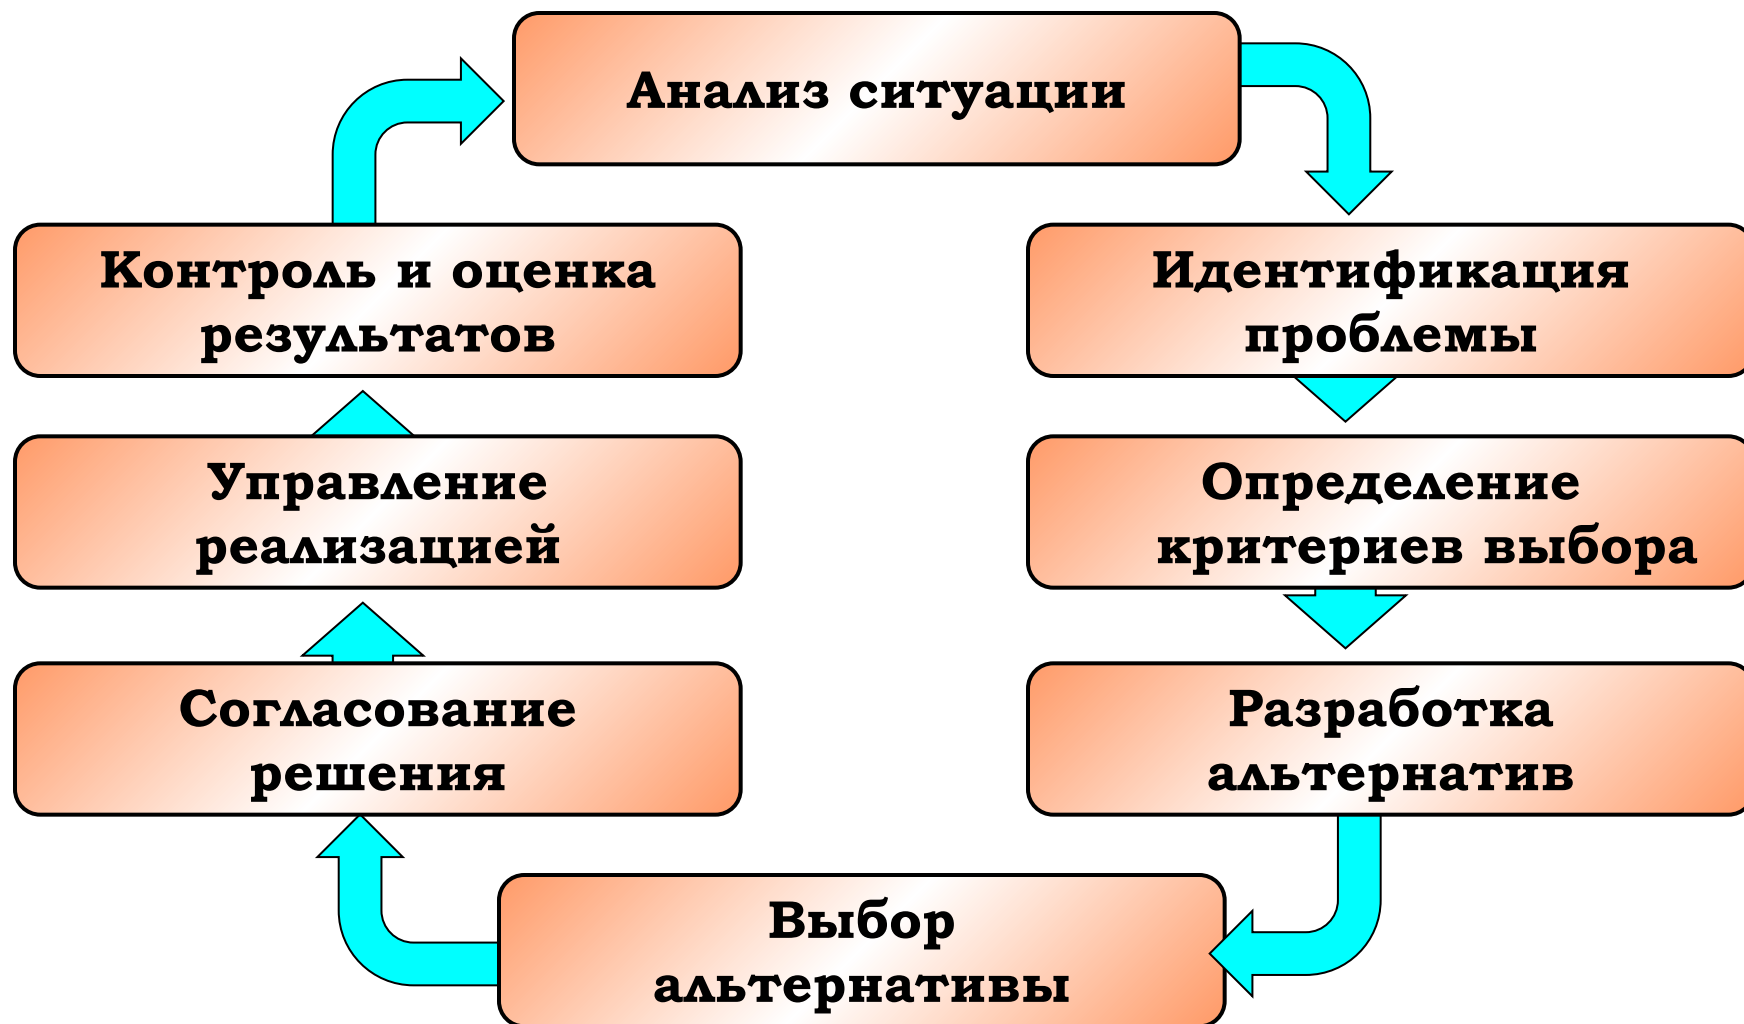 Анализ ситуации
Контроль и оценка
результатов
Идентификация
проблемы
Управление
реализацией
Определение
критериев выбора
Согласование
решения
Разработка
альтернатив
Выбор
альтернативы